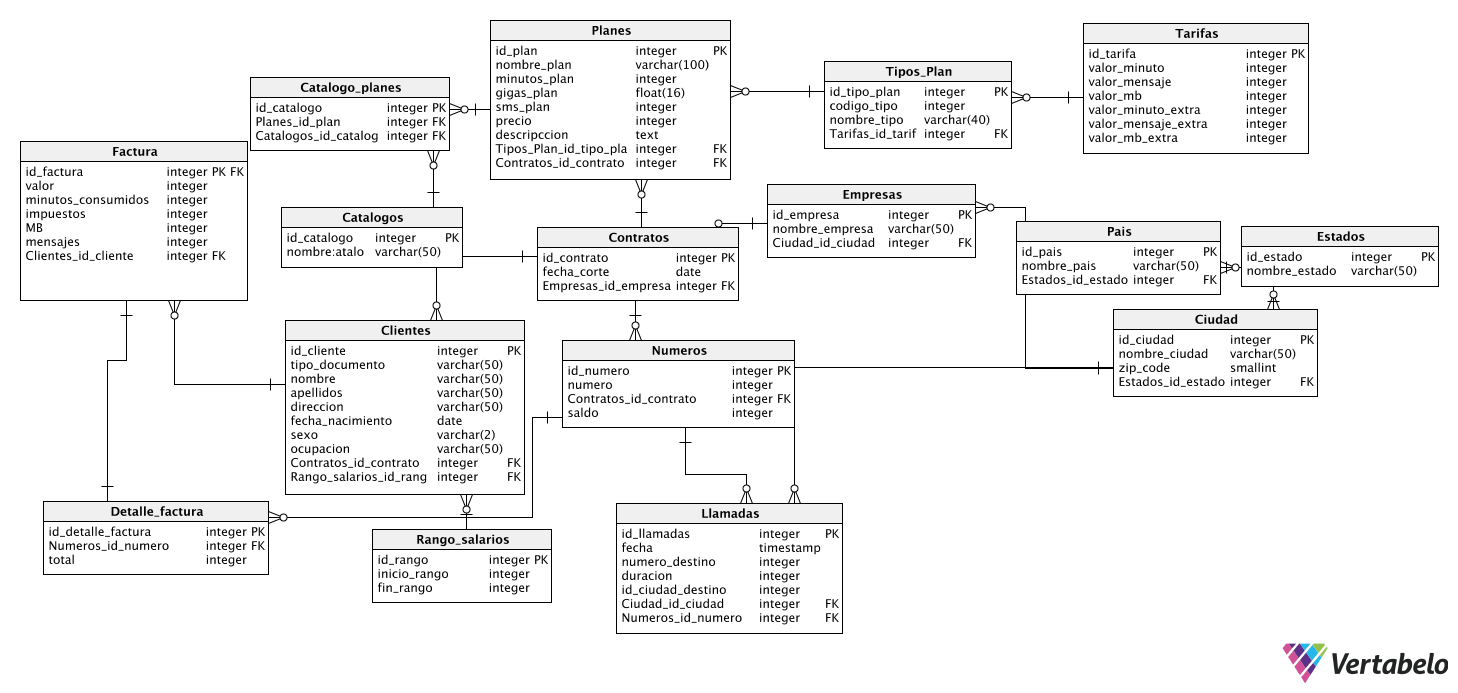 Planes
id_plan integer PK
nombre_plan varchar(100)
minutos_plan integer
gigas_plan float(16)
sms_plan integer
precio integer
descripccion text
Tipos_Plan_id_tipo_pla integer FK
Contratos_id_contrato integer FK
Tarifas
id_tarifa integer PK
valor_minuto integer
valor_mensaje integer
valor_mb integer
valor_minuto_extra integer
valor_mensaje_extra integer
valor_mb_extra integer
Tipos_Plan
id_tipo_plan integer PK
codigo_tipo integer
nombre_tipo varchar(40)
Tarifas_id_tarif integer FK
Catalogo_planes
id_catalogo integer PK
Planes_id_plan integer FK
Catalogos_id_catalog integer FK
Factura
id_factura integer PK FK
valor integer
minutos_consumidos integer
impuestos integer
MB integer
mensajes integer
Clientes_id_cliente integer FK
Empresas
id_empresa integer PK
nombre_empresa varchar(50)
Ciudad_id_ciudad integer FK
Catalogos
id_catalogo integer PK
nombre:atalo varchar(50)
Contratos
id_contrato integer PK
fecha_corte date
Empresas_id_empresa integer FK
Pais
id_pais integer PK
nombre_pais varchar(50)
Estados_id_estado integer FK
Estados
id_estado integer PK
nombre_estado varchar(50)
Ciudad
id_ciudad integer PK
nombre_ciudad varchar(50)
zip_code smallint
Estados_id_estado integer FK
Clientes
id_cliente integer PK
tipo_documento varchar(50)
nombre varchar(50)
apellidos varchar(50)
direccion varchar(50)
fecha_nacimiento date
sexo varchar(2)
ocupacion varchar(50)
Contratos_id_contrato integer FK
Rango_salarios_id_rang integer FK
Numeros
id_numero integer PK
numero integer
Contratos_id_contrato integer FK
saldo integer
Detalle_factura
id_detalle_factura integer PK
Numeros_id_numero integer FK
total integer
Rango_salarios
id_rango integer PK
inicio_rango integer
fin_rango integer
Llamadas
id_llamadas integer PK
fecha timestamp
numero_destino integer
duracion integer
id_ciudad_destino integer
Ciudad_id_ciudad integer FK
Numeros_id_numero integer FK
Vertabelo